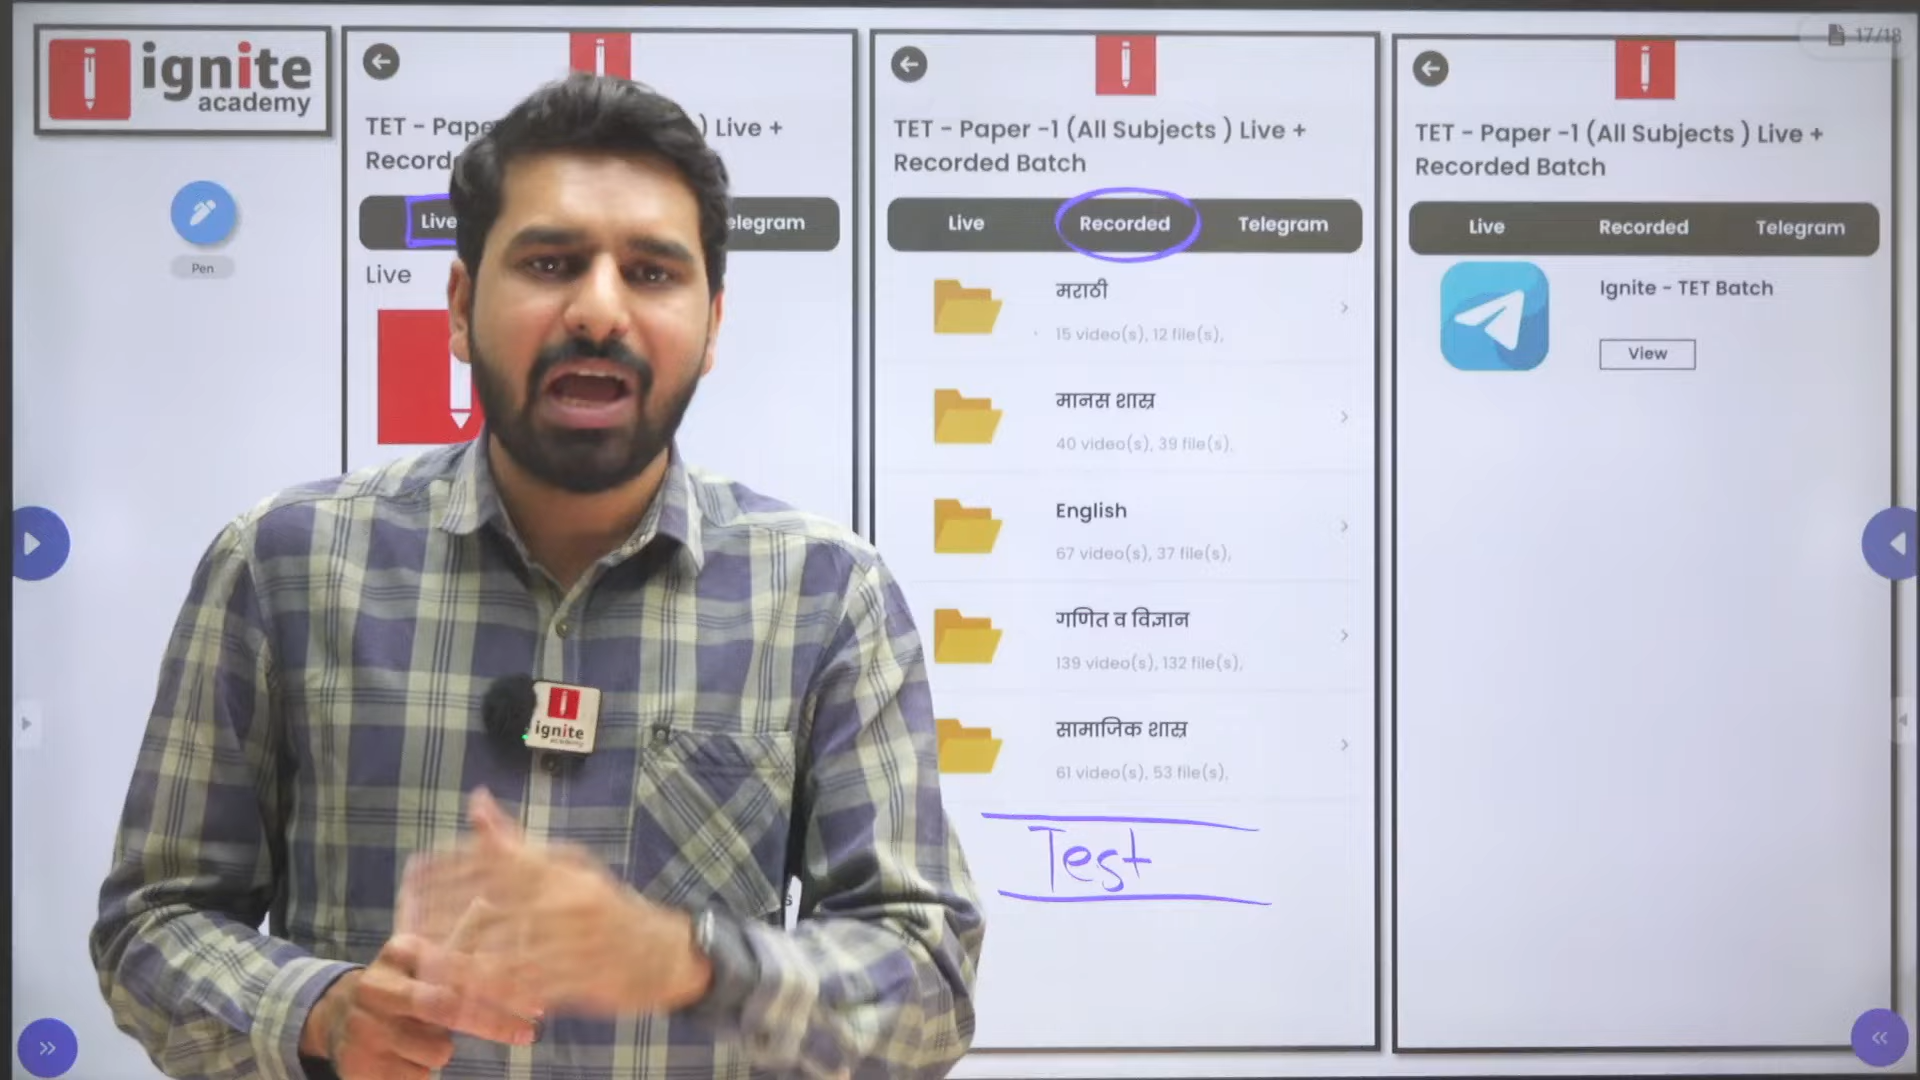 ignite
academy
Pen
TET - Pape
) Live +
Record
Live
elegram
Live
TET - Paper -1 (All Subjects ) Live +
Recorded Batch
Live
Recorded
Telegram
मराठी
15 video(s), 12 file(s),
मानस शास्त्र
40 video(s), 39 file(s),
English
67 video(s), 37 file(s),
गणित व विज्ञान
139 video(s), 132 file(s),
सामाजिक शास्त्र
61 video(s), 53 file(s),
Test
17/18
TET - Paper -1 (All Subjects ) Live +
Recorded Batch
Live
Recorded
Telegram
Ignite - TET Batch
View
ignite
academy